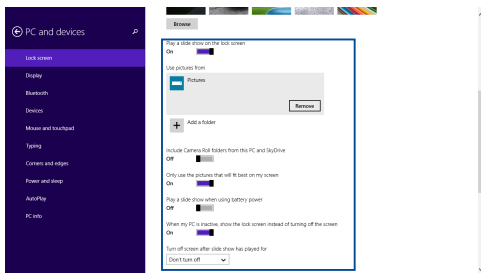 PC and devices
Lock screen
Display
Bluetooth
Devices
Mouse and touchpad
Typing
Corners and edges
Power and sleep
AutoPlay
PC info
Browse
Play a slide show on the lock screen
On
Use pictures from
Pictures
Remove
Add a folder
Include Camera Roll folders from this PC and SkyDrive
Off
Only use the pictures that will fit best on my screen
On
Play a slide show when using battery power
Off
When my PC is inactive, show the lock screen instead of turning off the screen
On
Turn off screen after slide show has played for
Don't turn off